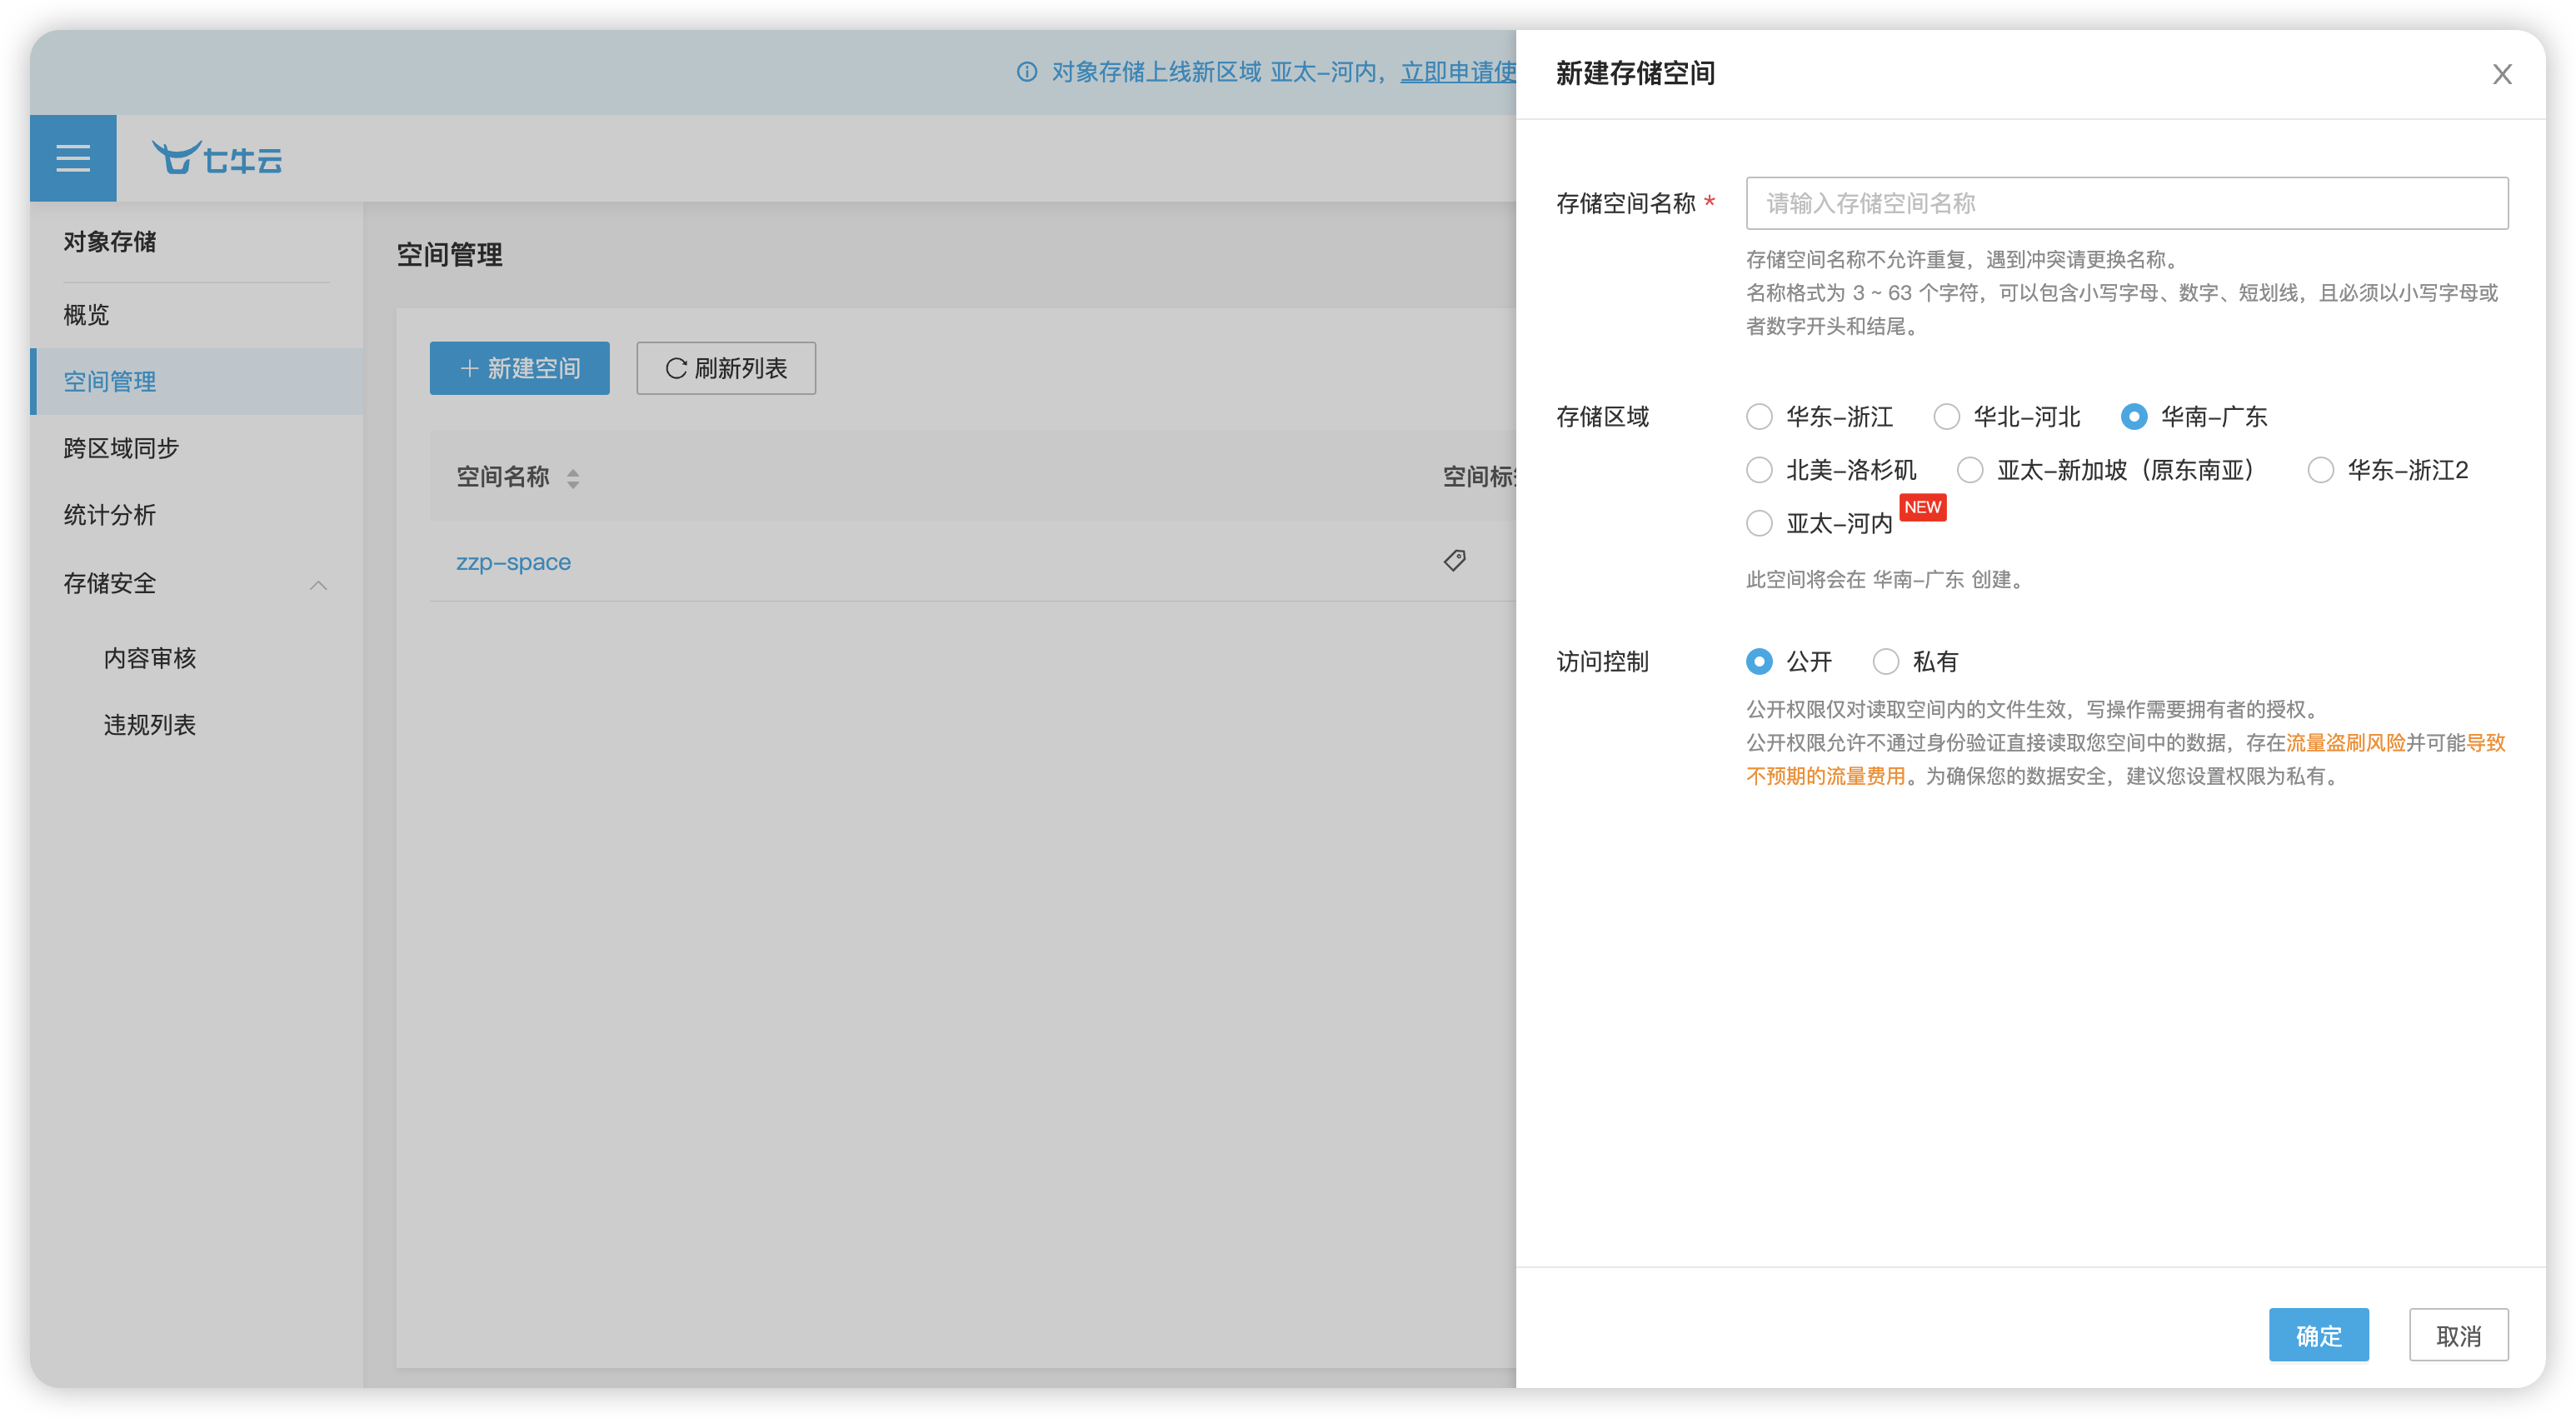 对象存储上线新区域 亚太-河内，立即申请使
七牛云
对象存储
概览
空间管理
跨区域同步
统计分析
存储安全
内容审核
违规列表
空间管理
新建空间
刷新列表
空间名称
空间标
zzp-space
新建存储空间
存储空间名称 *
请输入存储空间名称
存储空间名称不允许重复，遇到冲突请更换名称。
名称格式为 3 ~ 63 个字符，可以包含小写字母、数字、短划线，且必须以小写字母或
者数字开头和结尾。
存储区域
华东-浙江 华北-河北 华南-广东
北美-洛杉矶 亚太-新加坡（原东南亚） 华东-浙江2
亚太-河内 NEW
此空间将会在 华南-广东 创建。
访问控制
公开 私有
公开权限仅对读取空间内的文件生效，写操作需要拥有者的授权。
公开权限允许不通过身份验证直接读取您空间中的数据，存在流量盗刷风险并可能导致
不预期的流量费用。为确保您的数据安全，建议您设置权限为私有。
确定
取消